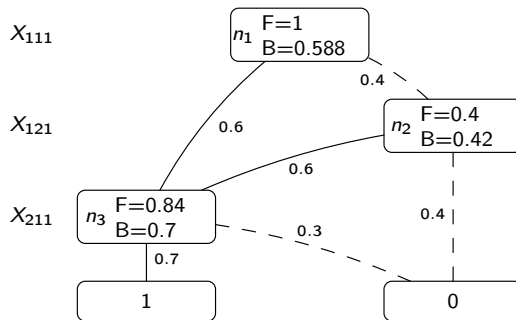 X₁₁₁
n₁ F=1
B=0.588
0.4
0.6
X₁₂₁
n₂ F=0.4
B=0.42
0.6
X₂₁₁
n₃ F=0.84
B=0.7
0.4
0.3
0.7
1
0